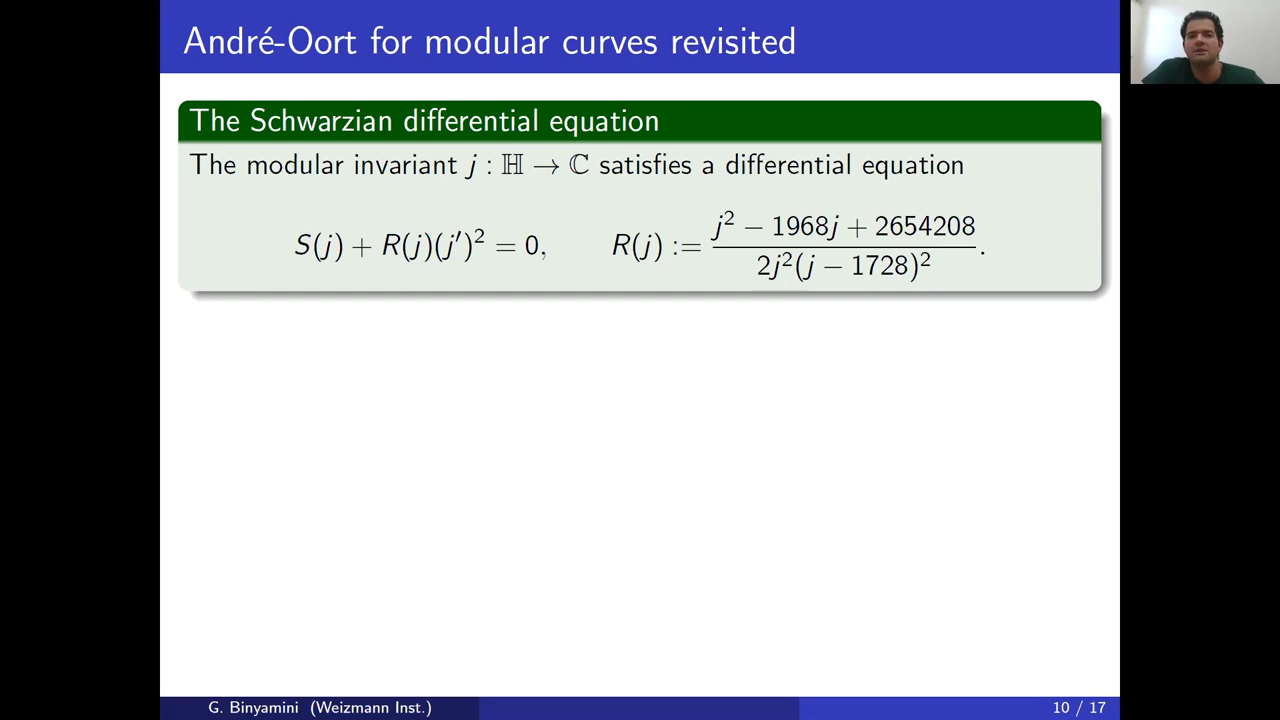 André-Oort for modular curves revisited
The Schwarzian differential equation
The modular invariant j : ℍ → ℂ satisfies a differential equation
S(j) + R(j)(j′)² = 0, R(j) := (j² − 1968j + 2654208) / (2j²(j − 1728)²).
G. Binyamini (Weizmann Inst.) 10 / 17